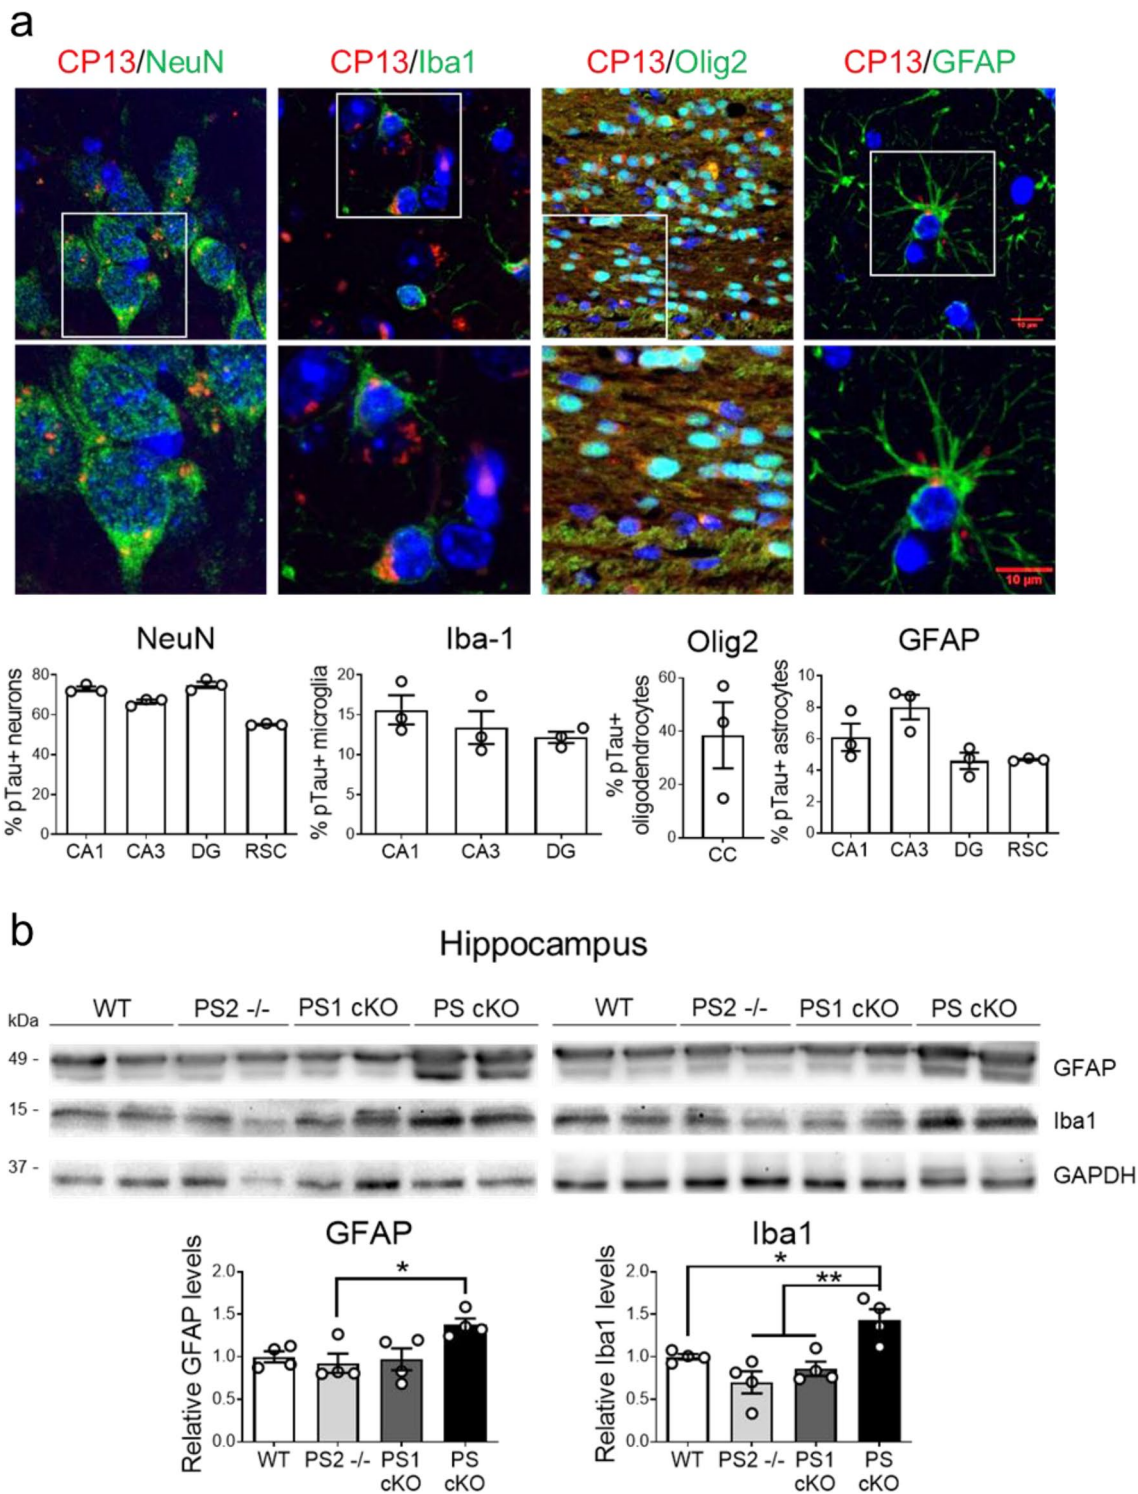 a
CP13/NeuN CP13/Iba1 CP13/Olig2 CP13/GFAP
10 µm
10 µm
NeuN
% pTau+ neurons
80
60
40
20
0
CA1 CA3 DG RSC
Iba-1
% pTau+ microglia
20
15
10
5
0
CA1 CA3 DG
Olig2
% pTau+
oligodendrocytes
60
40
20
0
CC
GFAP
% pTau+ astrocytes
10
8
6
4
2
0
CA1 CA3 DG RSC
b
Hippocampus
WT PS2 -/- PS1 cKO PS cKO WT PS2 -/- PS1 cKO PS cKO
kDa
49 - GFAP
15 - Iba1
37 - GAPDH
GFAP
Relative GFAP levels
2.0
1.5
1.0
0.5
0.0
*
WT PS2 -/- PS1 PS
cKO cKO
Iba1
Relative Iba1 levels
2.0
1.5
1.0
0.5
0.0
*
**
WT PS2 -/- PS1 PS
cKO cKO